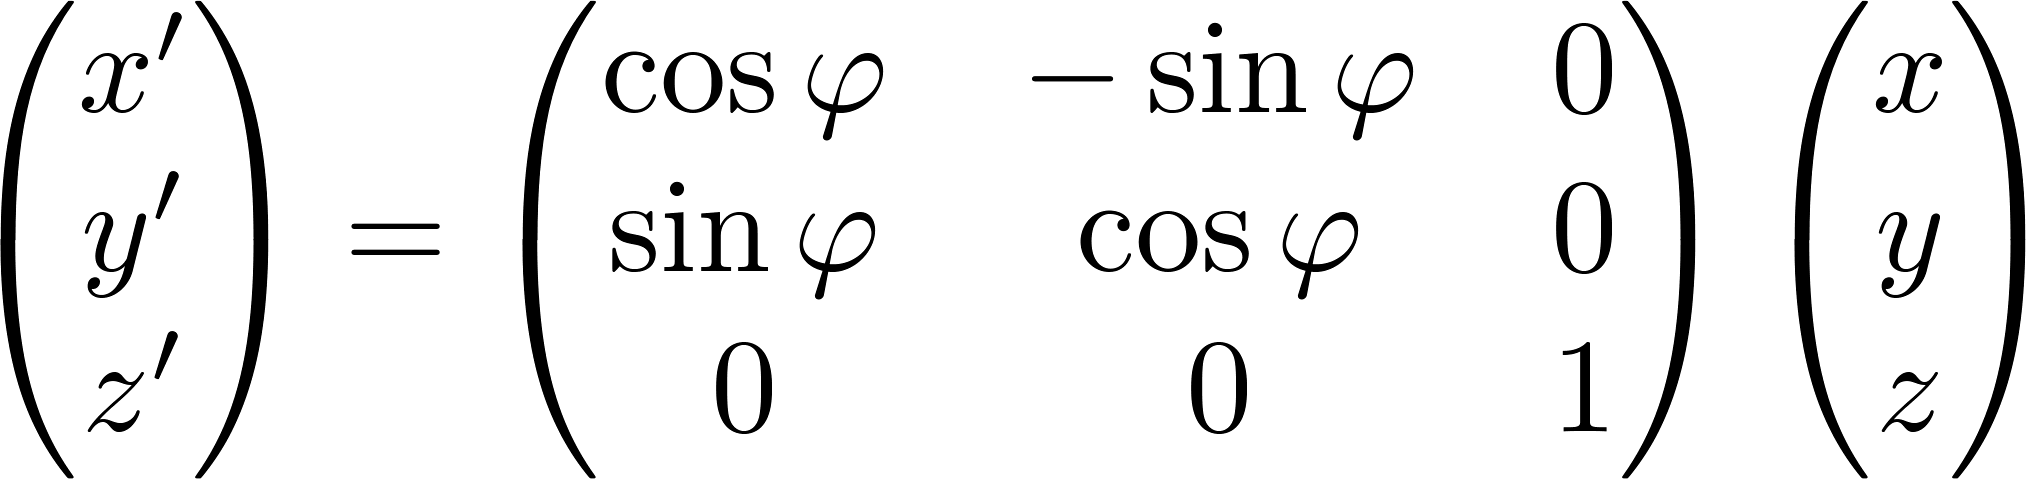 x′ cos φ − sin φ 0 x
y′ = sin φ cos φ 0 y
z′ 0 0 1 z